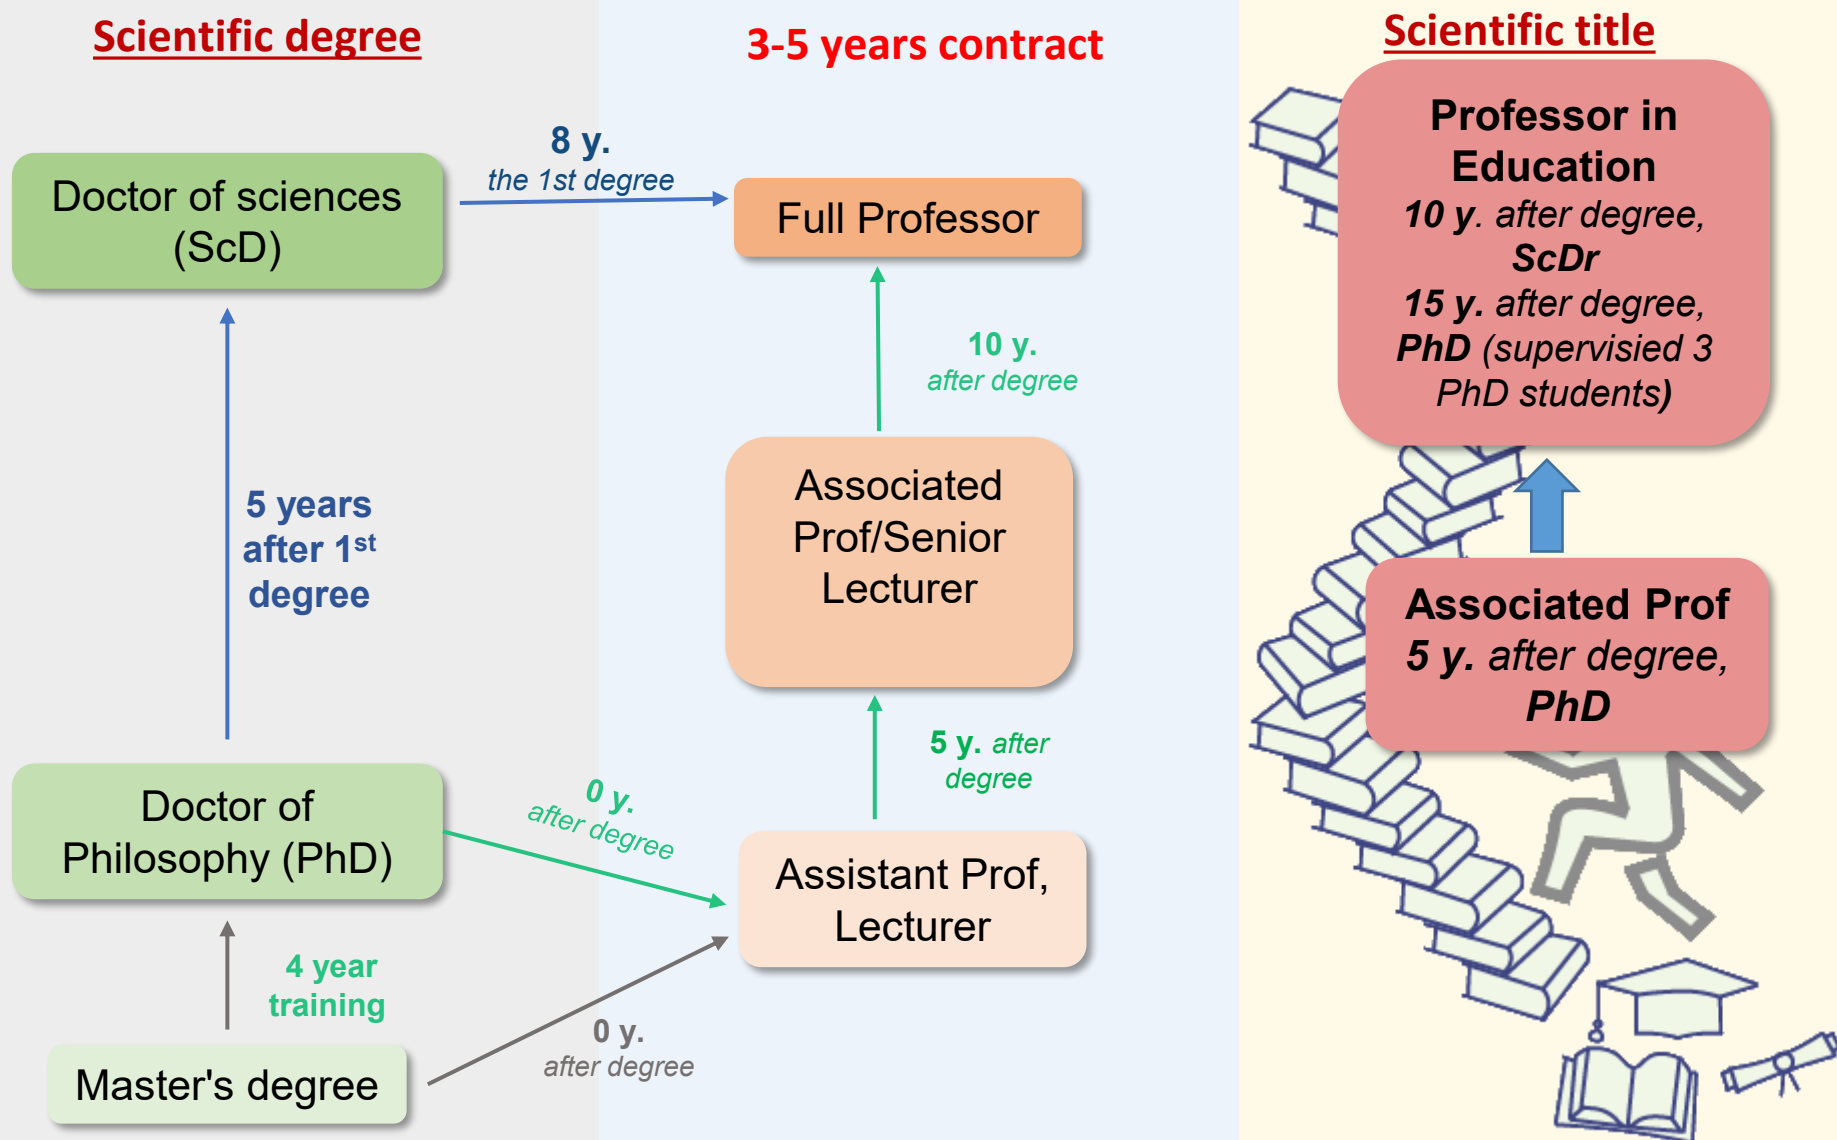 Scientific degree
Doctor of sciences
(ScD)
5 years
after 1st
degree
Doctor of
Philosophy (PhD)
4 year
training
Master's degree
3-5 years contract
8 y.
the 1st degree
Full Professor
10 y.
after degree
Associated
Prof/Senior
Lecturer
5 y. after
degree
0 y.
after degree
Assistant Prof,
Lecturer
0 y.
after degree
Scientific title
Professor in
Education
10 y. after degree,
ScDr
15 y. after degree,
PhD (supervisied 3
PhD students)
Associated Prof
5 y. after degree,
PhD